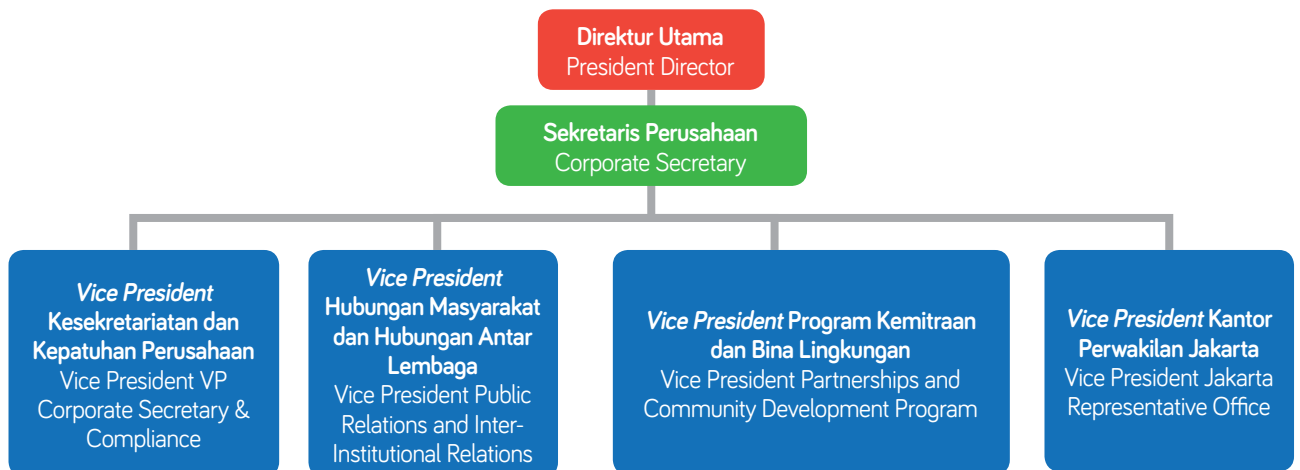 Direktur Utama
President Director
Sekretaris Perusahaan
Corporate Secretary
Vice President
Kesekretariatan dan
Kepatuhan Perusahaan
Vice President VP
Corporate Secretary &
Compliance
Vice President
Hubungan Masyarakat
dan Hubungan Antar
Lembaga
Vice President Public
Relations and Inter-
Institutional Relations
Vice President Program Kemitraan
dan Bina Lingkungan
Vice President Partnerships and
Community Development Program
Vice President Kantor
Perwakilan Jakarta
Vice President Jakarta
Representative Office